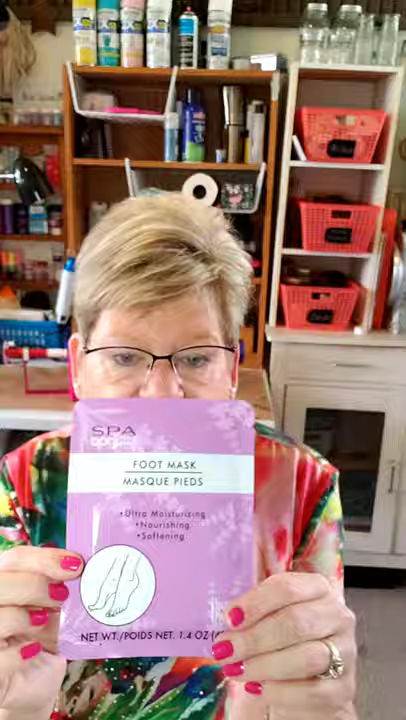 SPA
FOOT MASK
MASQUE PIEDS
•Ultra Moisturizing
•Nourishing
•Softening
NET WT./POIDS NET. 1.4 OZ